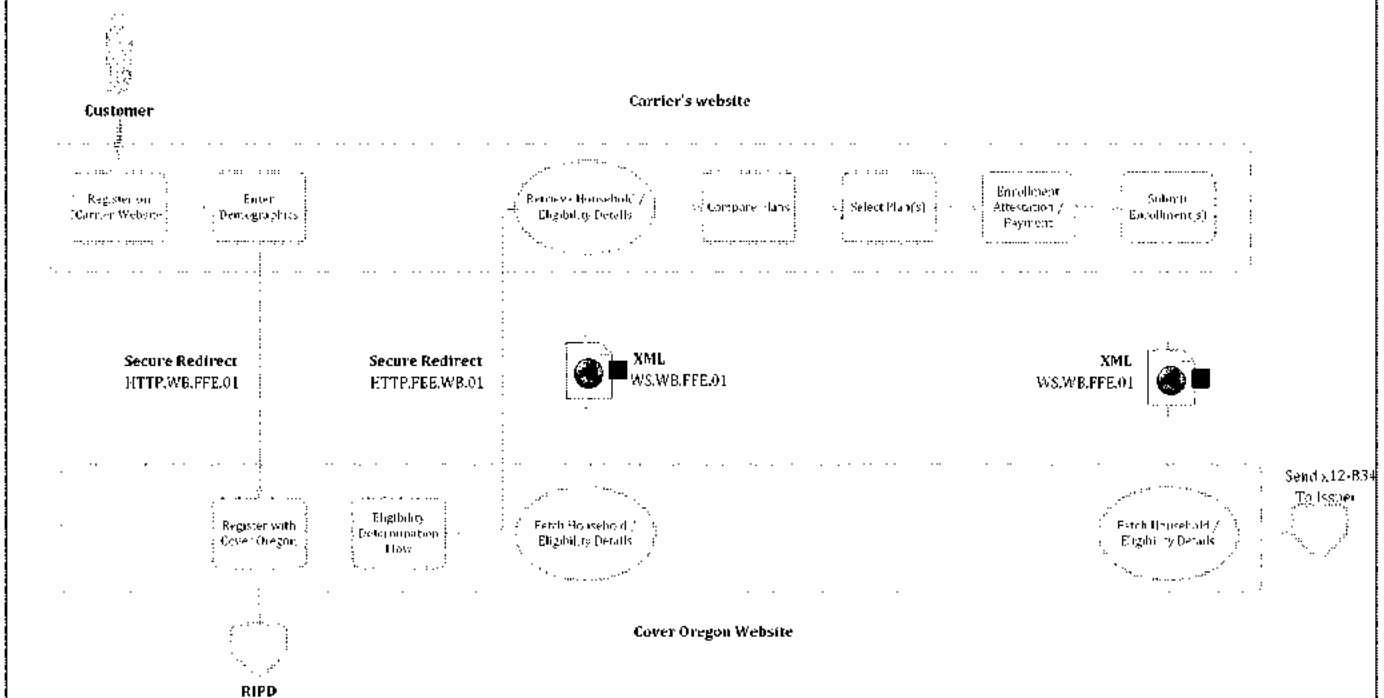 Customer
Carrier's website
Register on
Carrier Website
Enter
Demographics
Retrieve Household /
Eligibility Details
Compare Plans
Select Plan(s)
Enrollment
Attestation /
Payment
Submit
Enrollment(s)
Secure Redirect
HTTP.WB.FFE.01
Secure Redirect
HTTP.FEE.WB.01
XML
WS.WB.FFE.01
XML
WS.WB.FFE.01
Register with
Cover Oregon
Eligibility
Determination
Flow
Fetch Household /
Eligibility Details
Fetch Household /
Eligibility Details
Send x12-834
To Issuer
Cover Oregon Website
RIPD